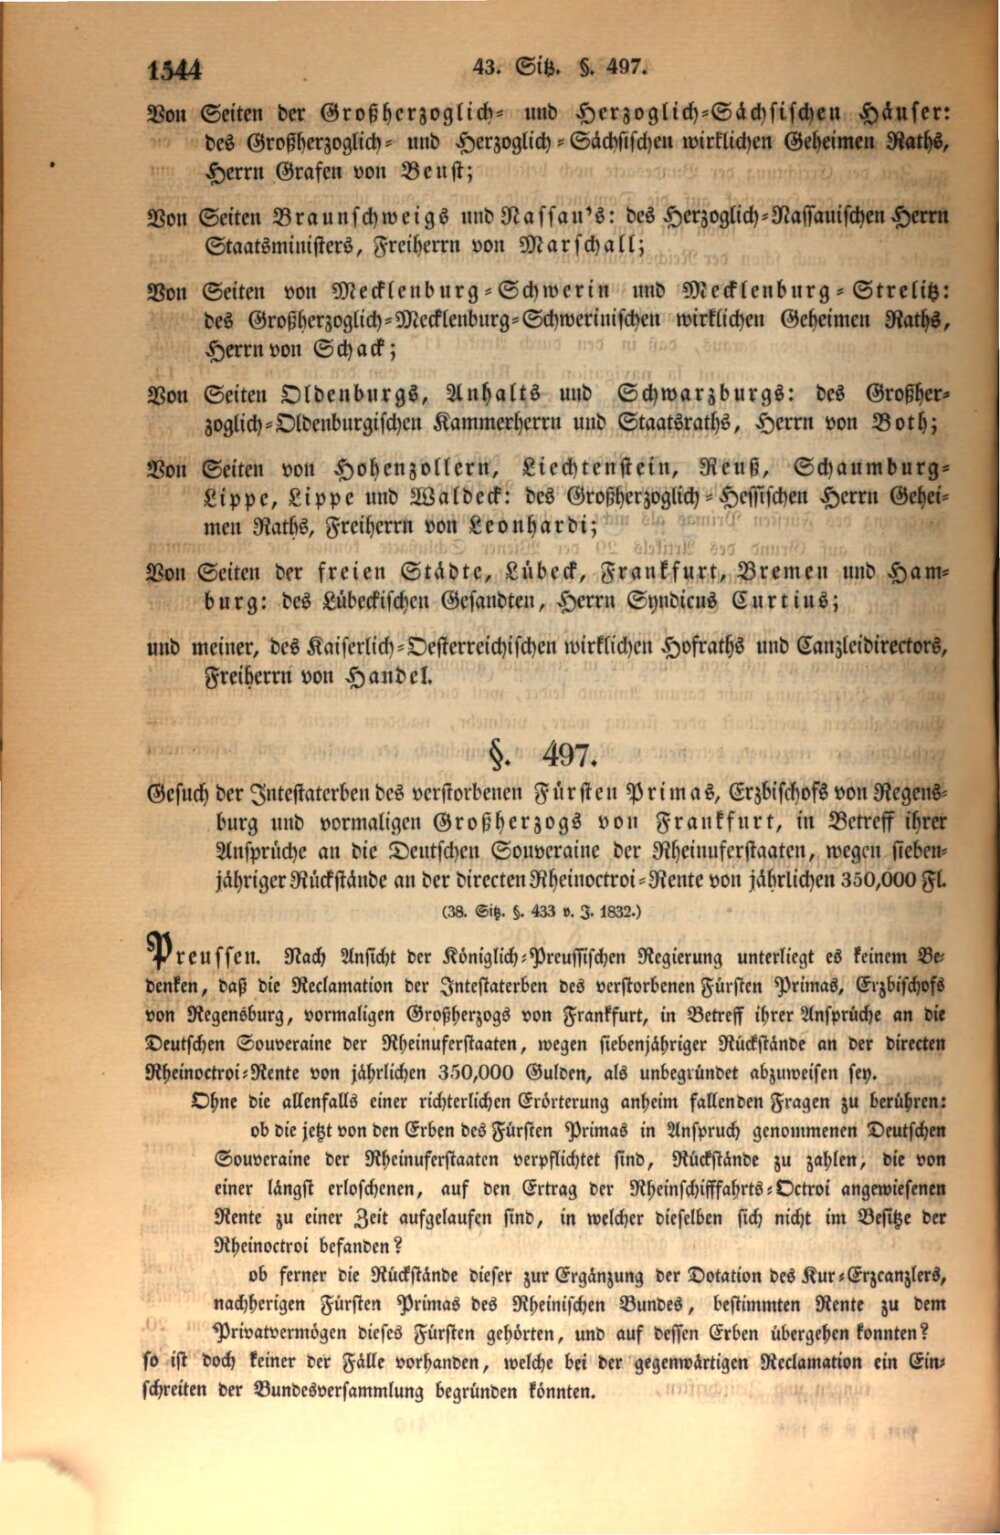 1544
43. Sitz. §. 497.
Von Seiten der Großherzoglich- und Herzoglich-Sächsischen Häuser:
des Großherzoglich- und Herzoglich-Sächsischen wirklichen Geheimen Raths,
Herrn Grafen von Beust;
Von Seiten Braunschweigs und Nassau's: des Herzoglich-Nassauischen Herrn
Staatsministers, Freiherrn von Marschall;
Von Seiten von Mecklenburg-Schwerin und Mecklenburg-Strelitz:
des Großherzoglich-Mecklenburg-Schwerinischen wirklichen Geheimen Raths,
Herrn von Schack;
Von Seiten Oldenburgs, Anhalts und Schwarzburgs: des Großher-
zoglich-Oldenburgischen Kammerherrn und Staatsraths, Herrn von Both;
Von Seiten von Hohenzollern, Liechtenstein, Reuß, Schaumburg-
Lippe, Lippe und Waldeck: des Großherzoglich-Hessischen Herrn Gehei-
men Raths, Freiherrn von Leonhardi;
Von Seiten der freien Städte, Lübeck, Frankfurt, Bremen und Ham-
burg: des Lübeckischen Gesandten, Herrn Syndicus Curtius;
und meiner, des Kaiserlich-Oesterreichischen wirklichen Hofraths und Canzleidirectors,
Freiherrn von Handel.
§. 497.
Gesuch der Intestaterben des verstorbenen Fürsten Primas, Erzbischofs von Regens-
burg und vormaligen Großherzogs von Frankfurt, in Betreff ihrer
Ansprüche an die Deutschen Souveraine der Rheinuferstaaten, wegen sieben-
jähriger Rückstände an der directen Rheinoctroi-Rente von jährlichen 350,000 Fl.
(38. Sitz. §. 433 v. J. 1832.)
Preussen. Nach Ansicht der Königlich-Preussischen Regierung unterliegt es keinem Be-
denken, daß die Reclamation der Intestaterben des verstorbenen Fürsten Primas, Erzbischofs
von Regensburg, vormaligen Großherzogs von Frankfurt, in Betreff ihrer Ansprüche an die
Deutschen Souveraine der Rheinuferstaaten, wegen siebenjähriger Rückstände an der directen
Rheinoctroi-Rente von jährlichen 350,000 Gulden, als unbegründet abzuweisen sey.
Ohne die allenfalls einer richterlichen Erörterung anheim fallenden Fragen zu berühren:
ob die jetzt von den Erben des Fürsten Primas in Anspruch genommenen Deutschen
Souveraine der Rheinuferstaaten verpflichtet sind, Rückstände zu zahlen, die von
einer längst erloschenen, auf den Ertrag der Rheinschifffahrts-Octroi angewiesenen
Rente zu einer Zeit aufgelaufen sind, in welcher dieselben sich nicht im Besitze der
Rheinoctroi befanden?
ob ferner die Rückstände dieser zur Ergänzung der Dotation des Kur-Erzcanzlers,
nachherigen Fürsten Primas des Rheinischen Bundes, bestimmten Rente zu dem
Privatvermögen dieses Fürsten gehörten, und auf dessen Erben übergehen konnten?
so ist doch keiner der Fälle vorhanden, welche bei der gegenwärtigen Reclamation ein Ein-
schreiten der Bundesversammlung begründen könnten.